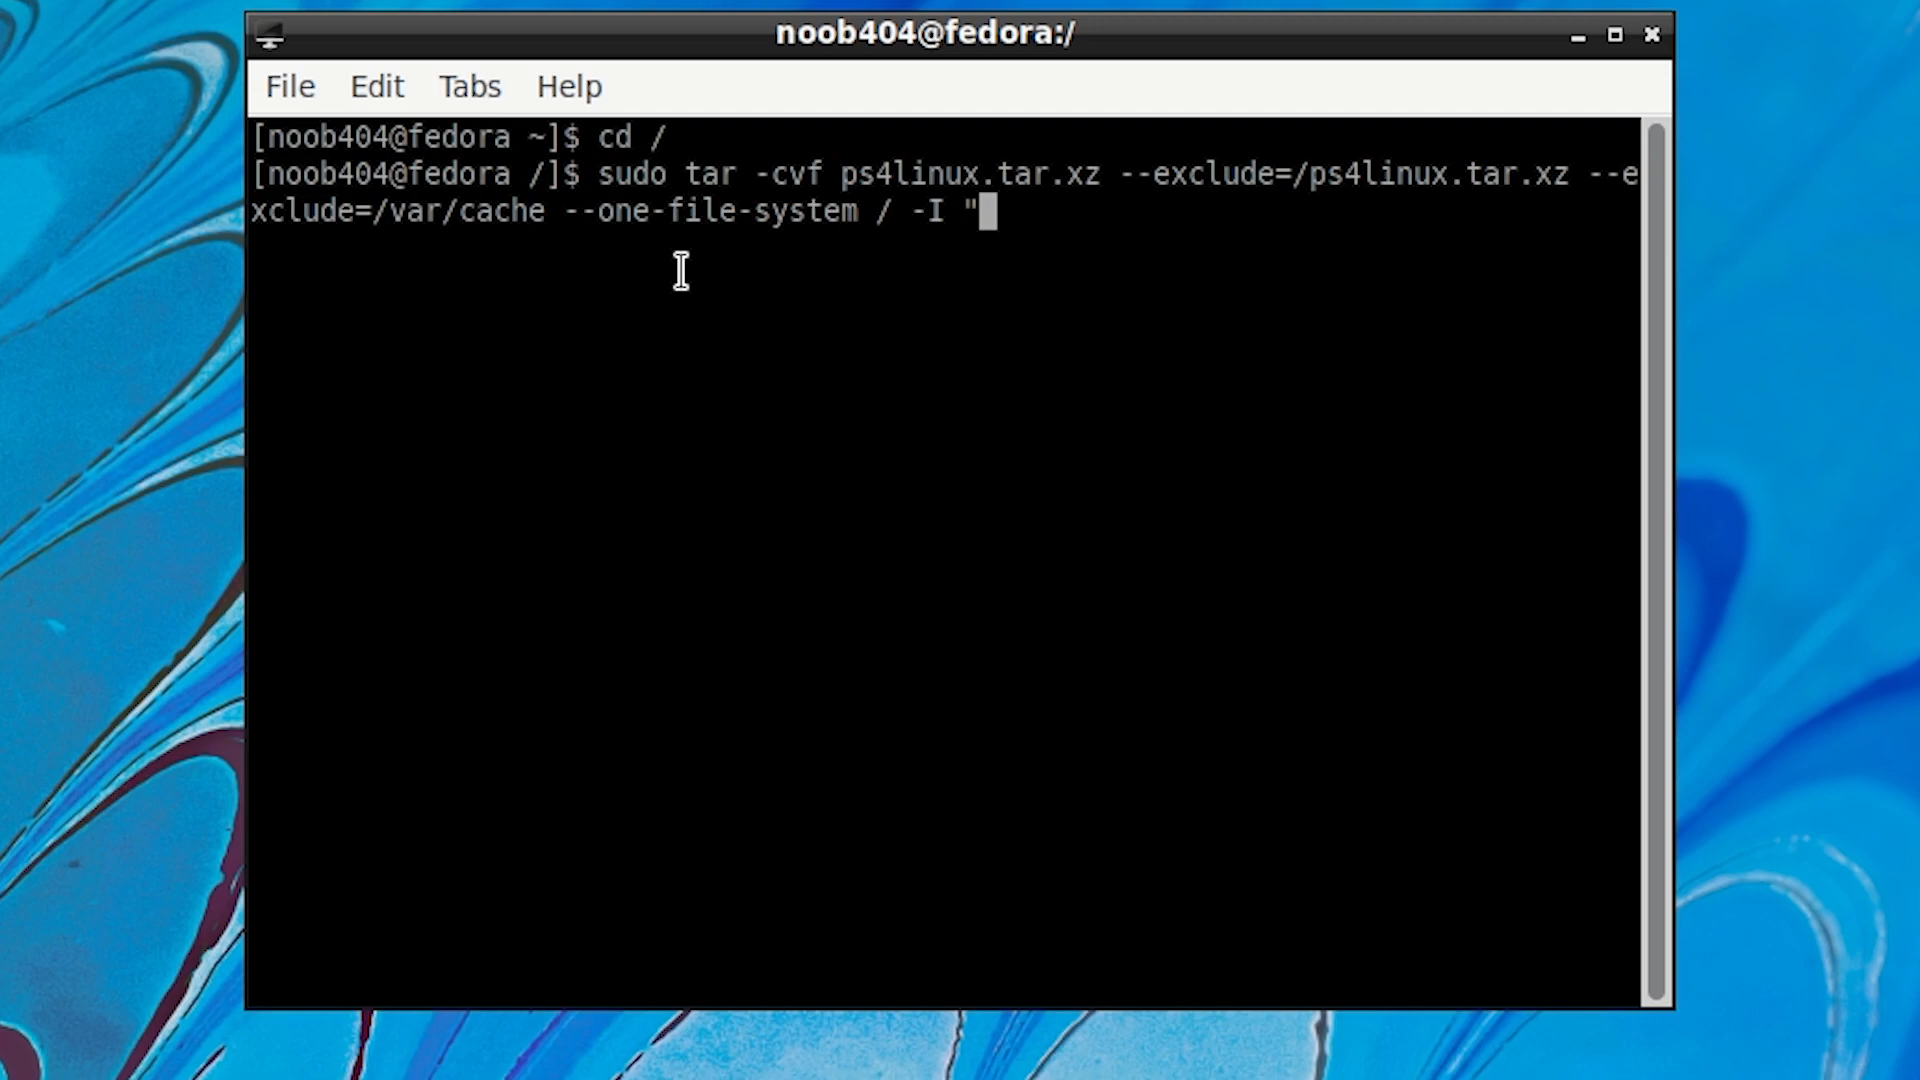 noob404@fedora:/
File Edit Tabs Help
[noob404@fedora ~]$ cd /
[noob404@fedora /]$ sudo tar -cvf ps4linux.tar.xz --exclude=/ps4linux.tar.xz --e
xclude=/var/cache --one-file-system / -I "